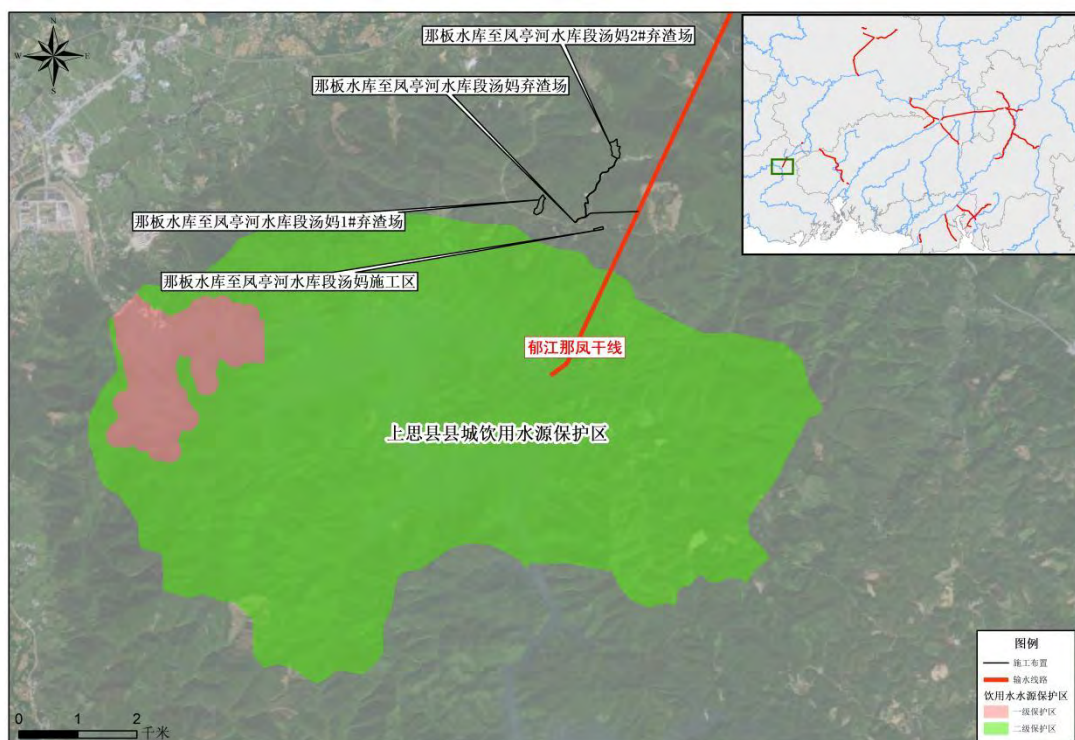 N
W
E
S
那板水库至凤亭河水库段汤妈2#弃渣场
那板水库至凤亭河水库段汤妈弃渣场
那板水库至凤亭河水库段汤妈1#弃渣场
那板水库至凤亭河水库段汤妈施工区
郁江那凤干线
上思县县城饮用水源保护区
图例
施工布置
输水线路
饮用水水源保护区
一级保护区
二级保护区
0 1 2
千米